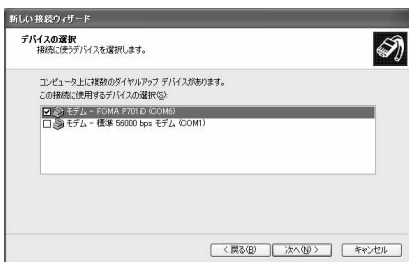 新しい接続ウィザード
デバイスの選択
接続に使うデバイスを選択します。
コンピュータ上に複数のダイヤルアップ デバイスがあります。
この接続に使用するデバイスの選択(S):
モデム - FOMA P701iD (COM6)
モデム - 標準 56000 bps モデム (COM1)
< 戻る(B)
次へ(N) >
キャンセル